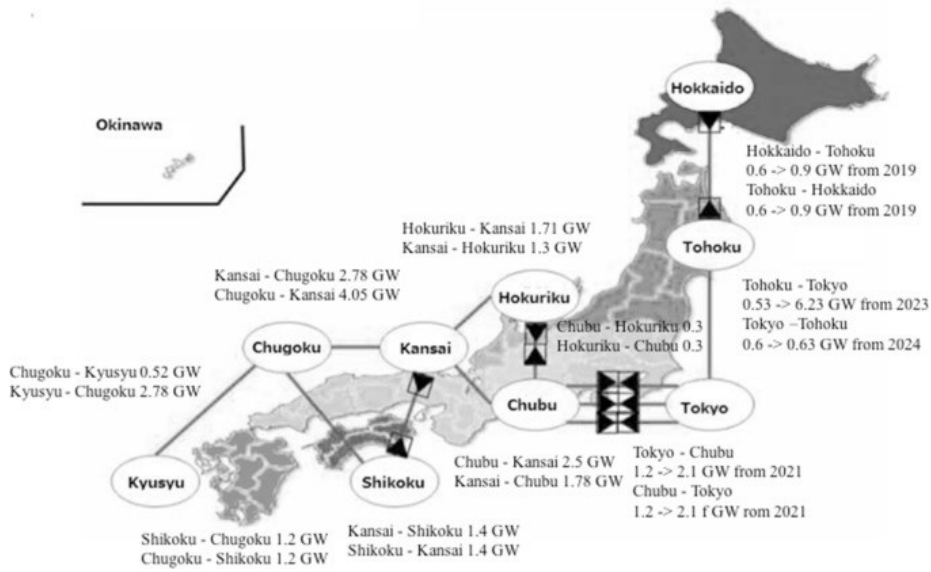 Hokkaido
Okinawa
Hokkaido - Tohoku
0.6 -> 0.9 GW from 2019
Tohoku - Hokkaido
0.6 -> 0.9 GW from 2019
Hokuriku - Kansai 1.71 GW
Kansai - Hokuriku 1.3 GW
Tohoku
Kansai - Chugoku 2.78 GW
Chugoku - Kansai 4.05 GW
Hokuriku
Tohoku - Tokyo
0.53 -> 6.23 GW from 2023
Tokyo –Tohoku
0.6 -> 0.63 GW from 2024
Chubu - Hokuriku 0.3
Hokuriku - Chubu 0.3
Chugoku
Kansai
Chugoku - Kyusyu 0.52 GW
Kyusyu - Chugoku 2.78 GW
Chubu
Tokyo
Kyusyu
Shikoku
Chubu - Kansai 2.5 GW
Kansai - Chubu 1.78 GW
Tokyo - Chubu
1.2 -> 2.1 GW from 2021
Chubu - Tokyo
1.2 -> 2.1 f GW rom 2021
Shikoku - Chugoku 1.2 GW
Chugoku - Shikoku 1.2 GW
Kansai - Shikoku 1.4 GW
Shikoku - Kansai 1.4 GW